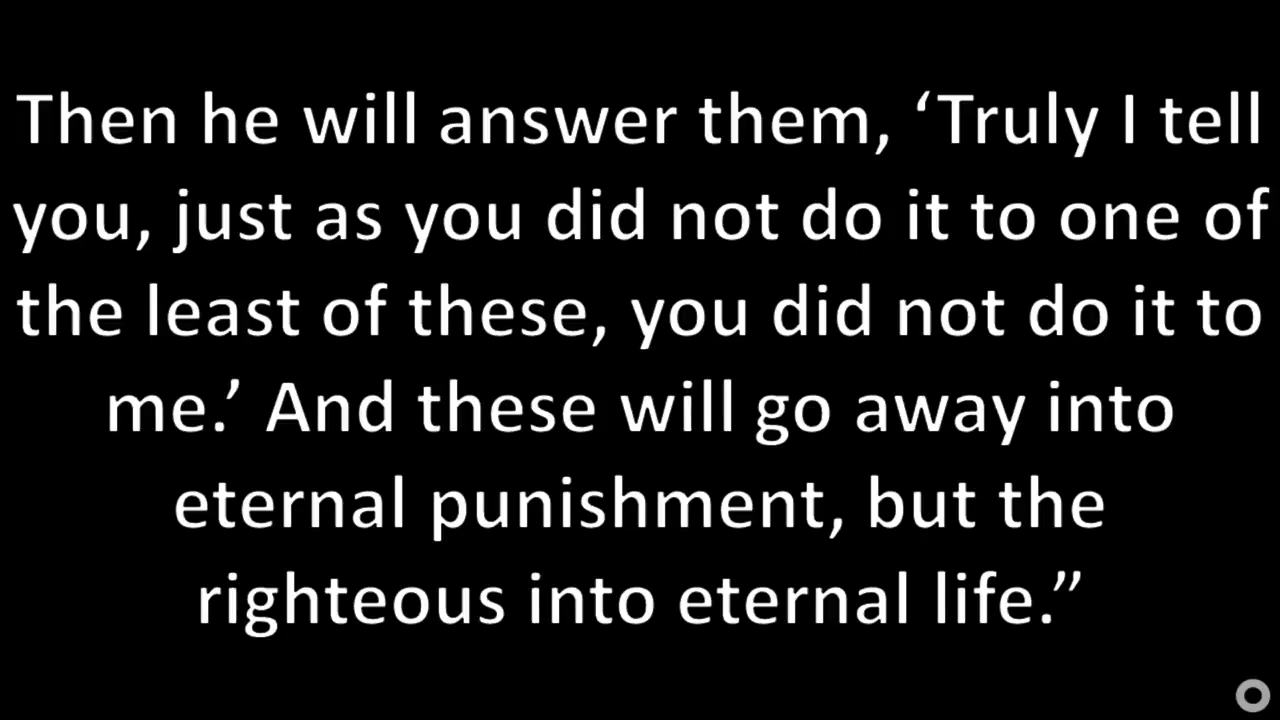 Then he will answer them, ‘Truly I tell
you, just as you did not do it to one of
the least of these, you did not do it to
me.’ And these will go away into
eternal punishment, but the
righteous into eternal life.”